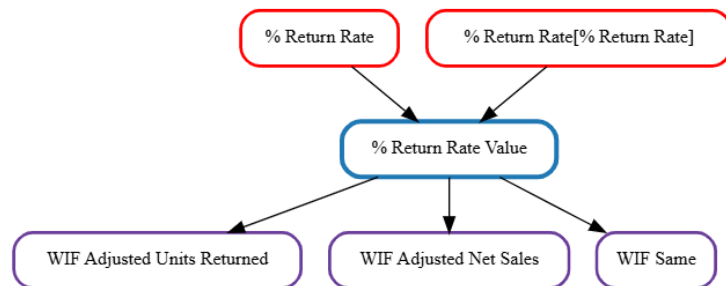 % Return Rate
% Return Rate[% Return Rate]
% Return Rate Value
WIF Adjusted Units Returned
WIF Adjusted Net Sales
WIF Same